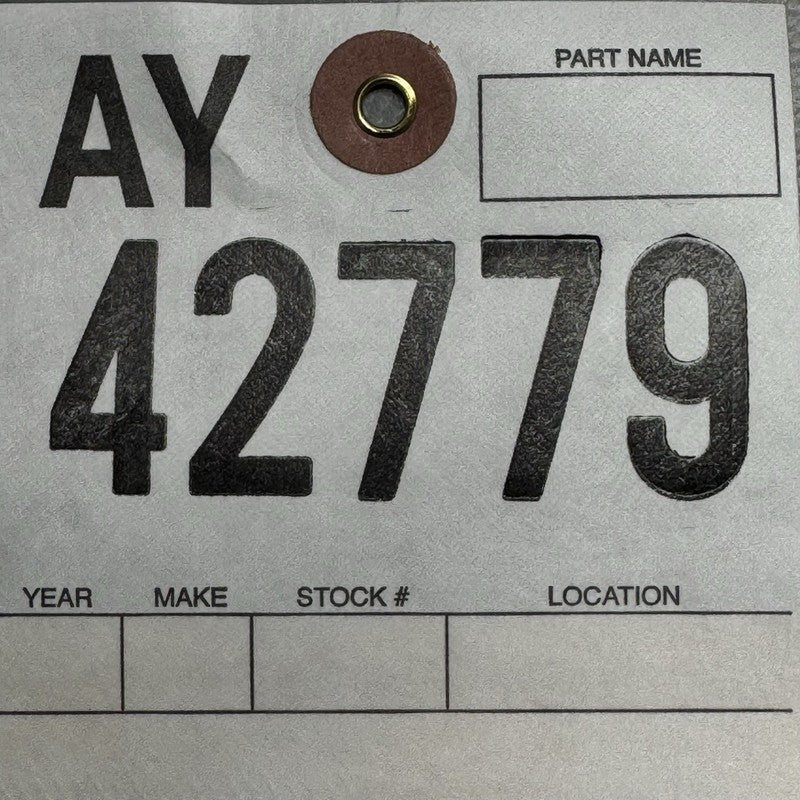 AY
PART NAME
42779
YEAR MAKE STOCK # LOCATION